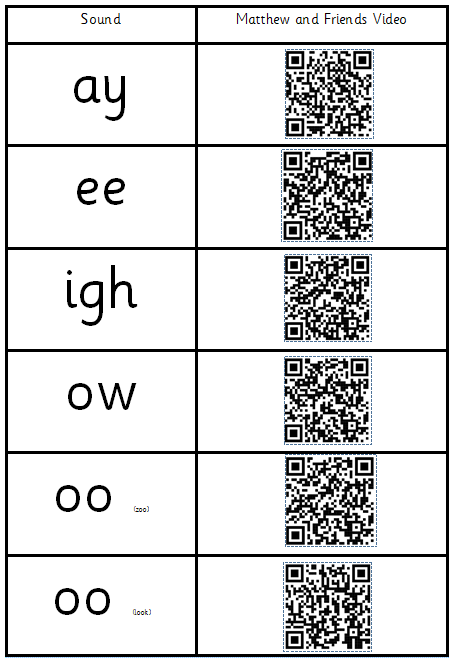 Sound Matthew and Friends Video
ay
ee
igh
ow
oo (zoo)
oo (look)